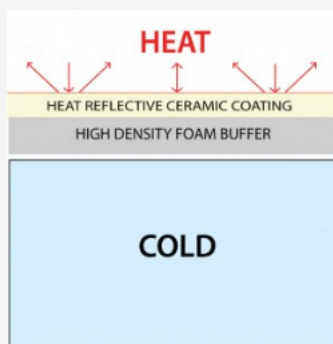 HEAT
HEAT REFLECTIVE CERAMIC COATING
HIGH DENSITY FOAM BUFFER
COLD